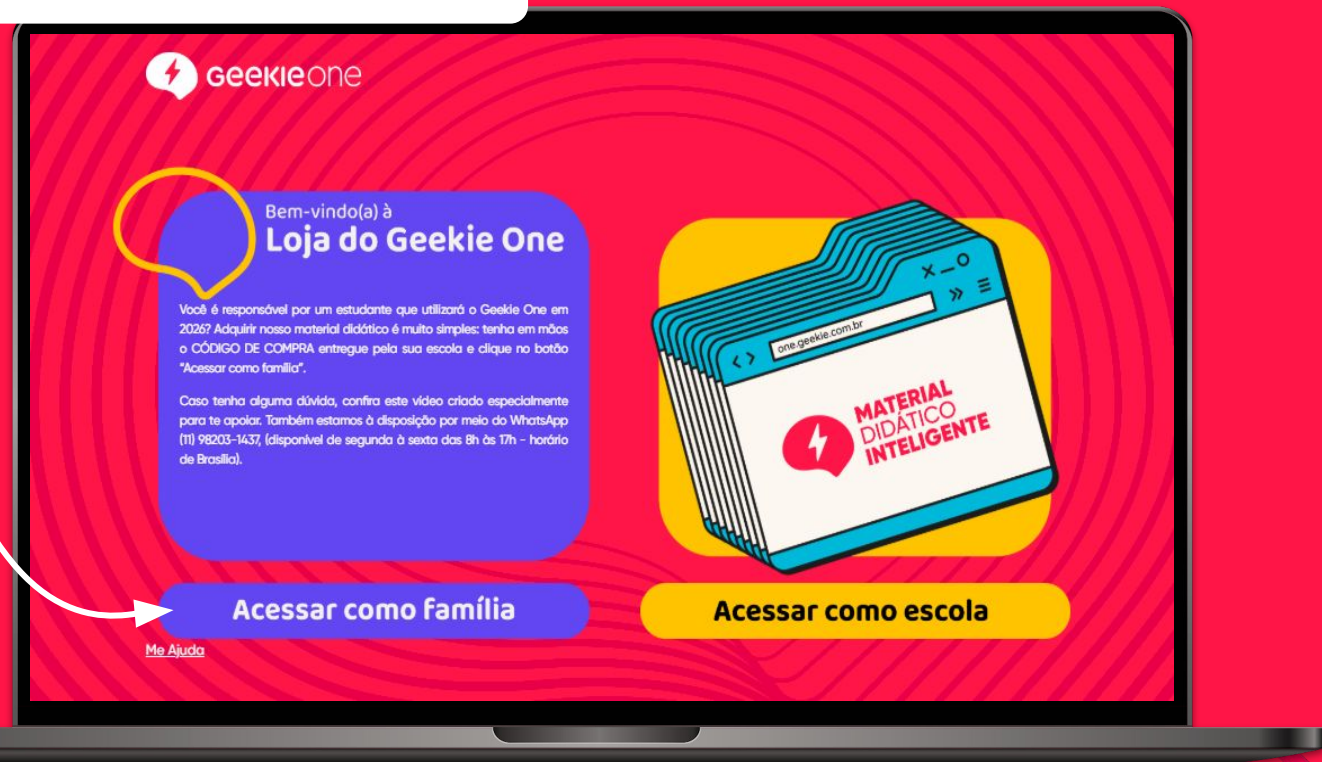 Geekie one
Bem-vindo(a) à
Loja do Geekie One
Você é responsável por um estudante que utilizará o Geekie One em
2026? Adquirir nosso material didático é muito simples: tenha em mãos
o CÓDIGO DE COMPRA entregue pela sua escola e clique no botão
"Acessar como família".
Caso tenha alguma dúvida, confira este vídeo criado especialmente
para te apoiar. Também estamos à disposição por meio do WhatsApp
(11) 98203-1437, (disponível de segunda à sexta das 8h às 17h - horário
de Brasília).
one.geekie.com.br
MATERIAL
DIDÁTICO
INTELIGENTE
Acessar como família
Acessar como escola
Me Ajuda